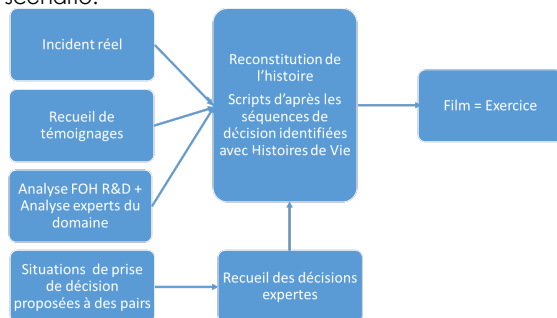 scénario.
Incident réel
Recueil de
témoignages
Analyse FOH R&D +
Analyse experts du
domaine
Situations de prise
de décision
proposées à des pairs
Reconstitution de
l'histoire
Scripts d'après les
séquences de
décision identifiées
avec Histoires de Vie
Recueil des décisions
expertes
Film = Exercice